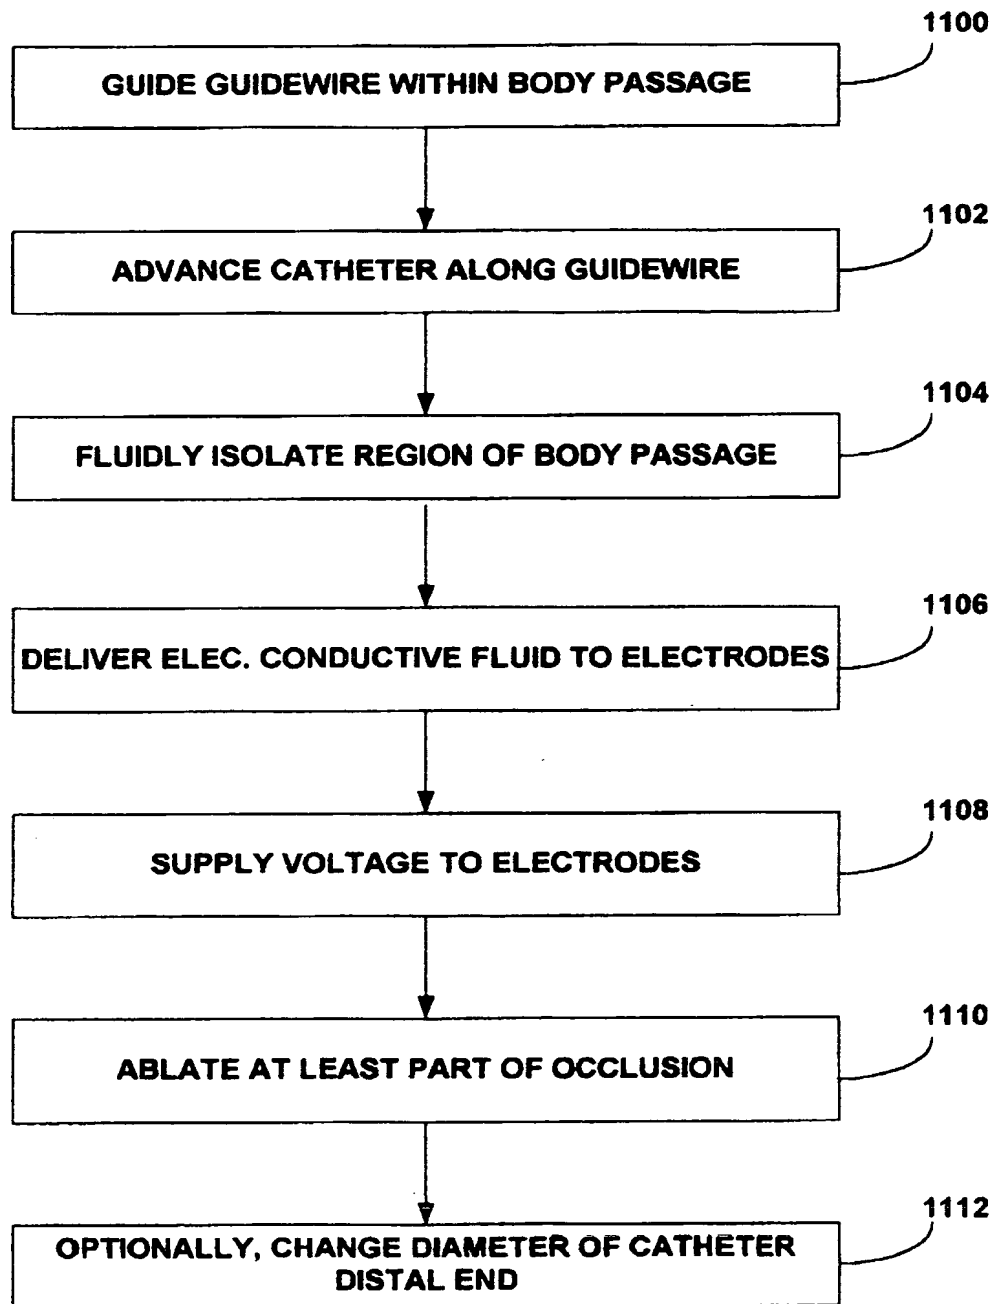 1100
GUIDE GUIDEWIRE WITHIN BODY PASSAGE
1102
ADVANCE CATHETER ALONG GUIDEWIRE
1104
FLUIDLY ISOLATE REGION OF BODY PASSAGE
1106
DELIVER ELEC. CONDUCTIVE FLUID TO ELECTRODES
1108
SUPPLY VOLTAGE TO ELECTRODES
1110
ABLATE AT LEAST PART OF OCCLUSION
1112
OPTIONALLY, CHANGE DIAMETER OF CATHETER
DISTAL END